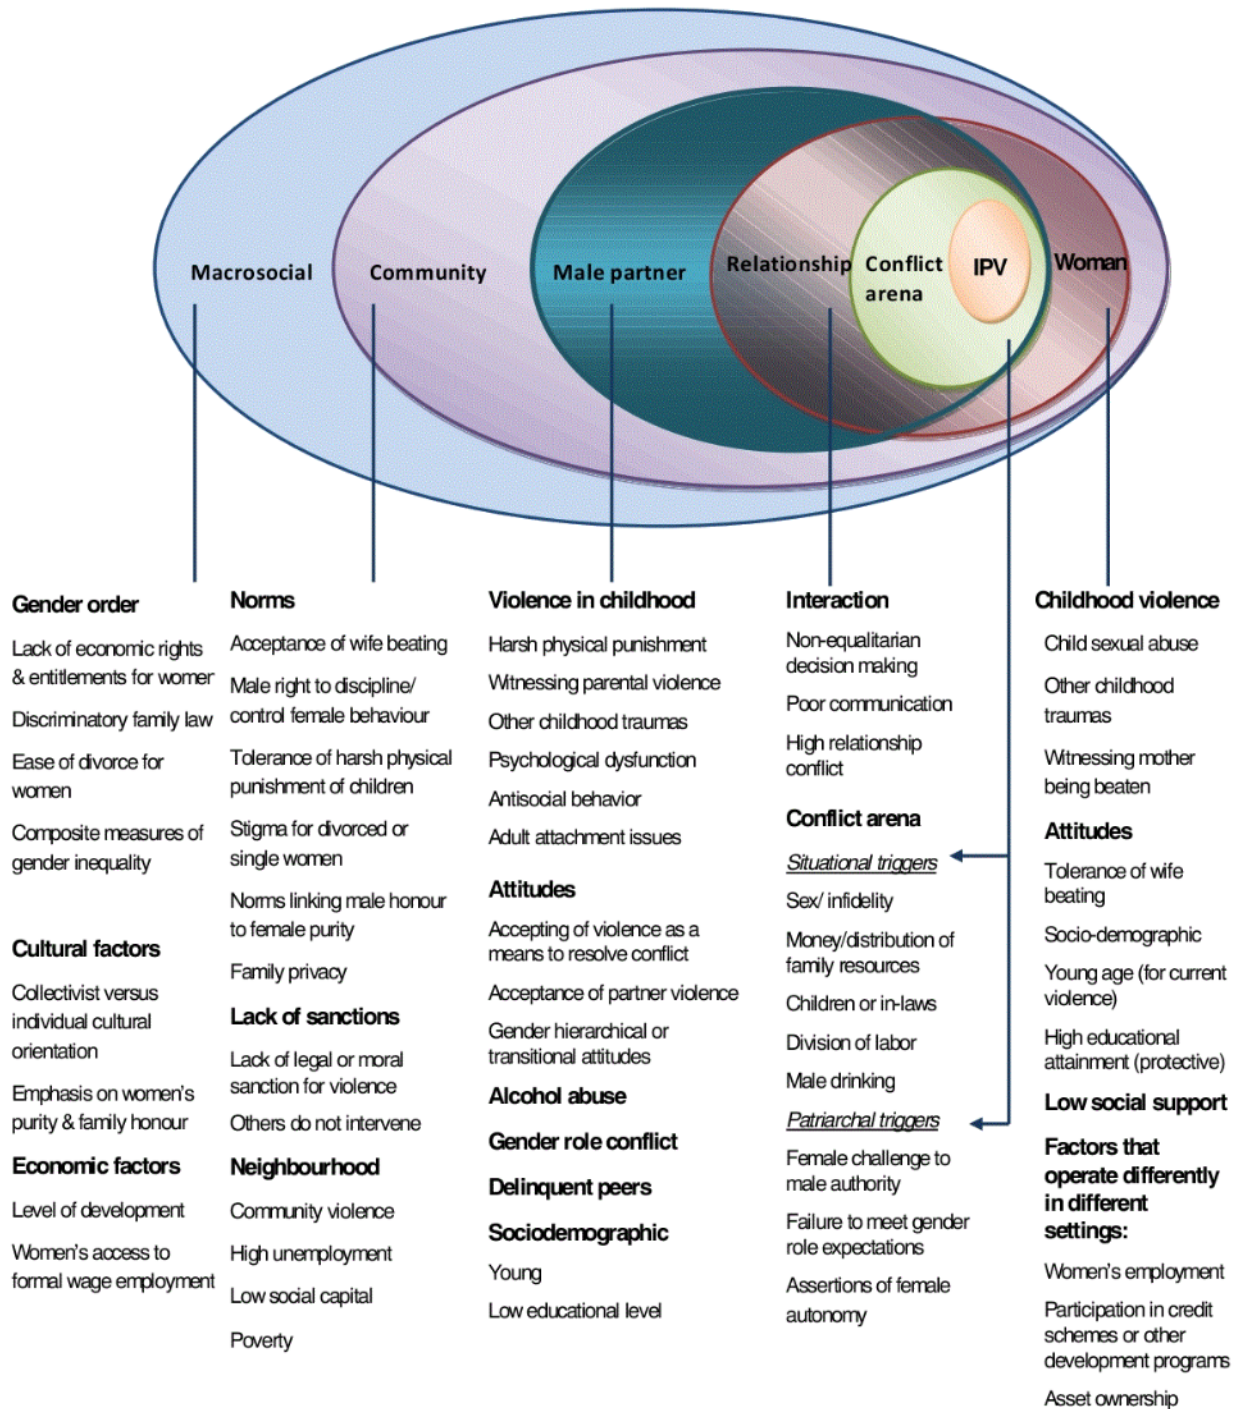 Macrosocial
Community
Male partner
Relationship
Conflict
arena
IPV
Woman
Gender order
Lack of economic rights
& entitlements for women
Discriminatory family law
Ease of divorce for
women
Composite measures of
gender inequality
Cultural factors
Collectivist versus
individual cultural
orientation
Emphasis on women's
purity & family honour
Economic factors
Level of development
Women's access to
formal wage employment
Norms
Acceptance of wife beating
Male right to discipline/
control female behaviour
Tolerance of harsh physical
punishment of children
Stigma for divorced or
single women
Norms linking male honour
to female purity
Family privacy
Lack of sanctions
Lack of legal or moral
sanction for violence
Others do not intervene
Neighbourhood
Community violence
High unemployment
Low social capital
Poverty
Violence in childhood
Harsh physical punishment
Witnessing parental violence
Other childhood traumas
Psychological dysfunction
Antisocial behavior
Adult attachment issues
Attitudes
Accepting of violence as a
means to resolve conflict
Acceptance of partner violence
Gender hierarchical or
transitional attitudes
Alcohol abuse
Gender role conflict
Delinquent peers
Sociodemographic
Young
Low educational level
Interaction
Non-equalitarian
decision making
Poor communication
High relationship
conflict
Conflict arena
Situational triggers
Sex/ infidelity
Money/distribution of
family resources
Children or in-laws
Division of labor
Male drinking
Patriarchal triggers
Female challenge to
male authority
Failure to meet gender
role expectations
Assertions of female
autonomy
Childhood violence
Child sexual abuse
Other childhood
traumas
Witnessing mother
being beaten
Attitudes
Tolerance of wife
beating
Socio-demographic
Young age (for current
violence)
High educational
attainment (protective)
Low social support
Factors that
operate differently
in different
settings:
Women's employment
Participation in credit
schemes or other
development programs
Asset ownership